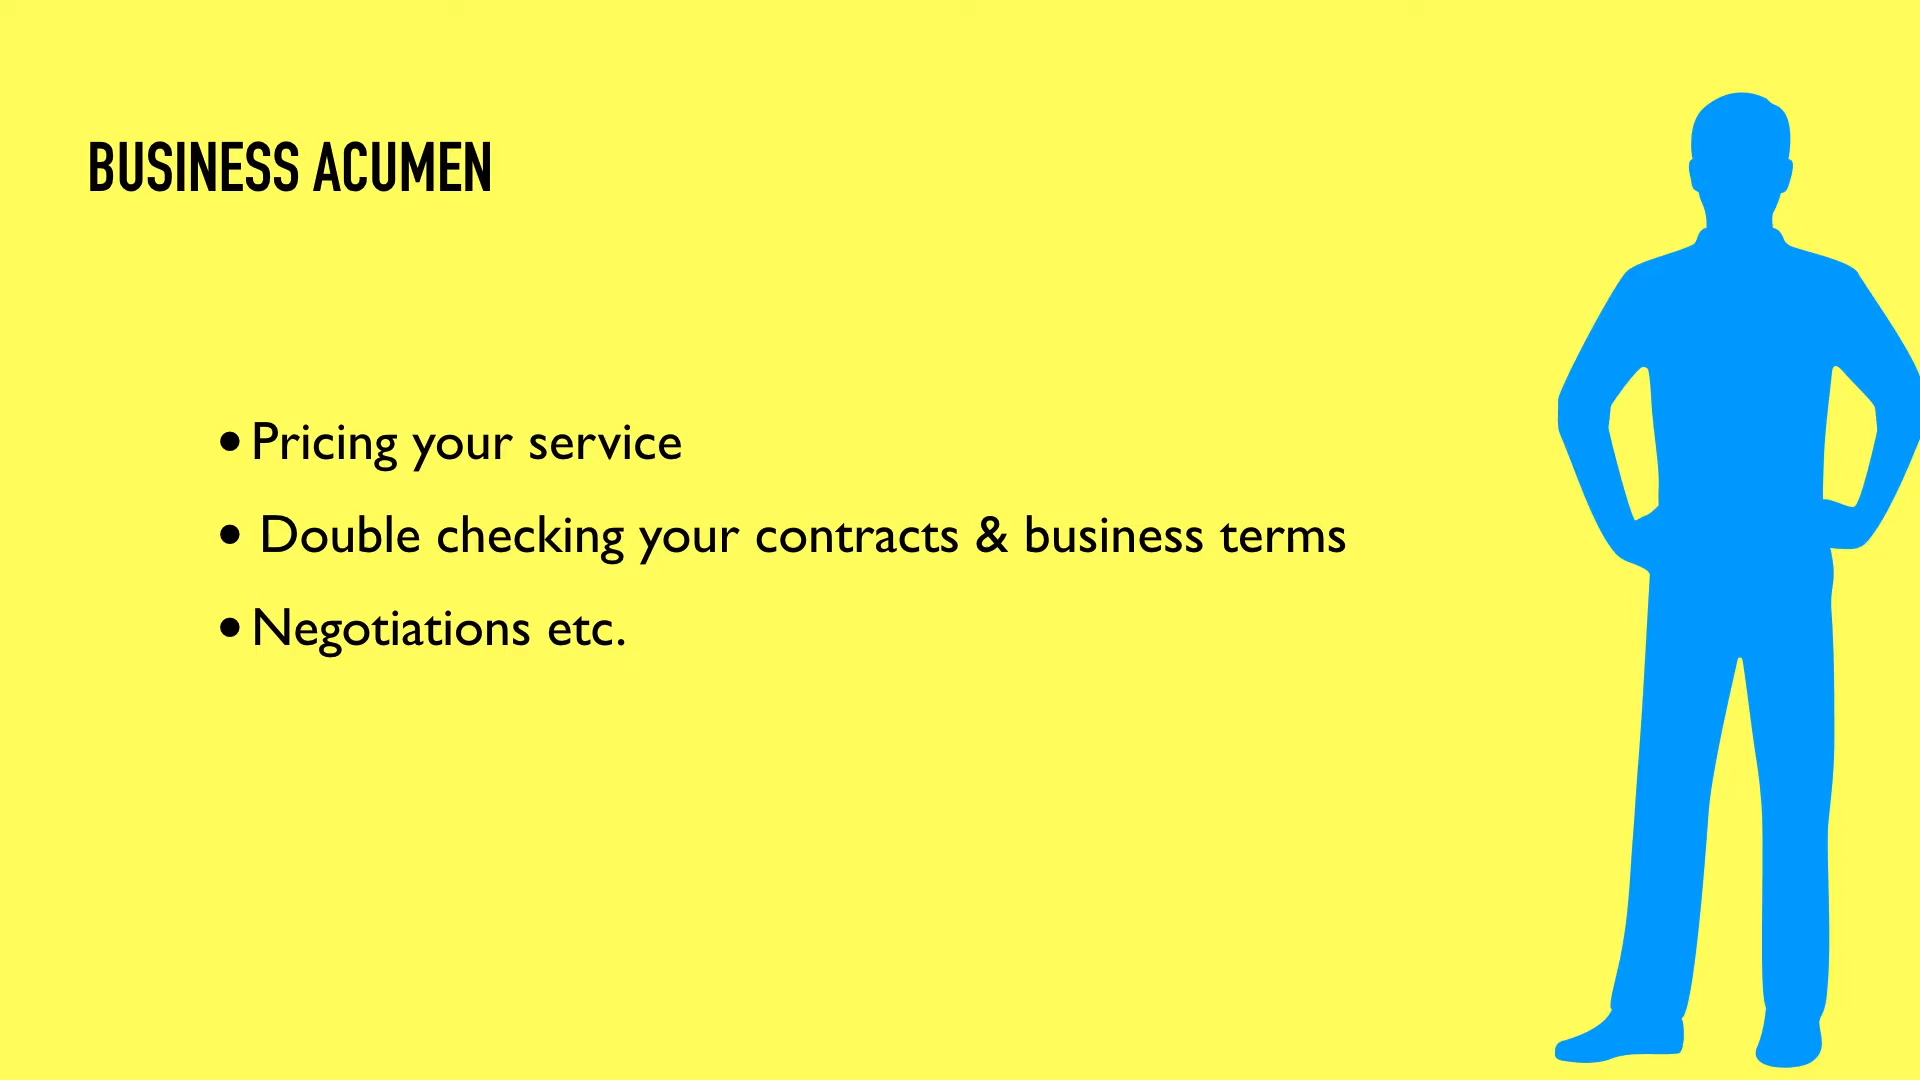 BUSINESS ACUMEN
•Pricing your service
• Double checking your contracts & business terms
•Negotiations etc.